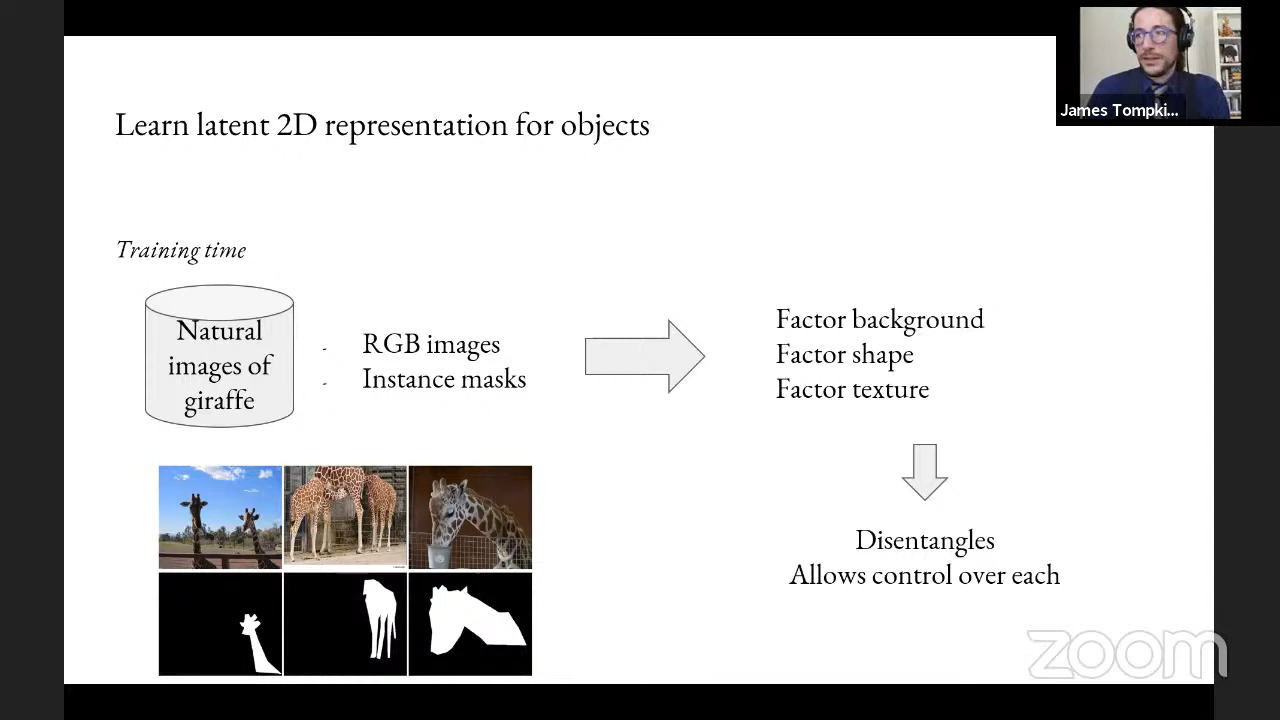 James Tompki...
Learn latent 2D representation for objects
Training time
Natural
images of
giraffe
- RGB images
- Instance masks
Factor background
Factor shape
Factor texture
Disentangles
Allows control over each
zoom